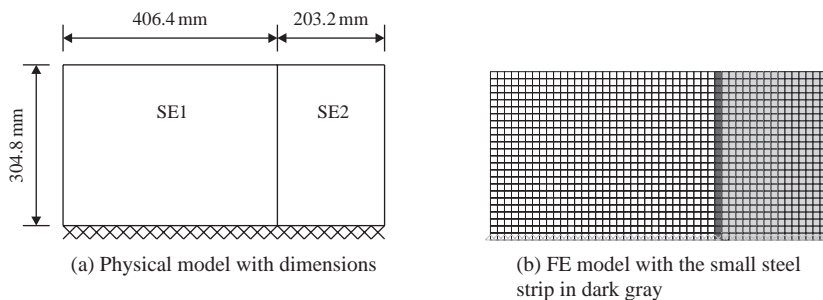 406.4 mm
203.2 mm
304.8 mm
SE1
SE2
(a) Physical model with dimensions
(b) FE model with the small steel
strip in dark gray